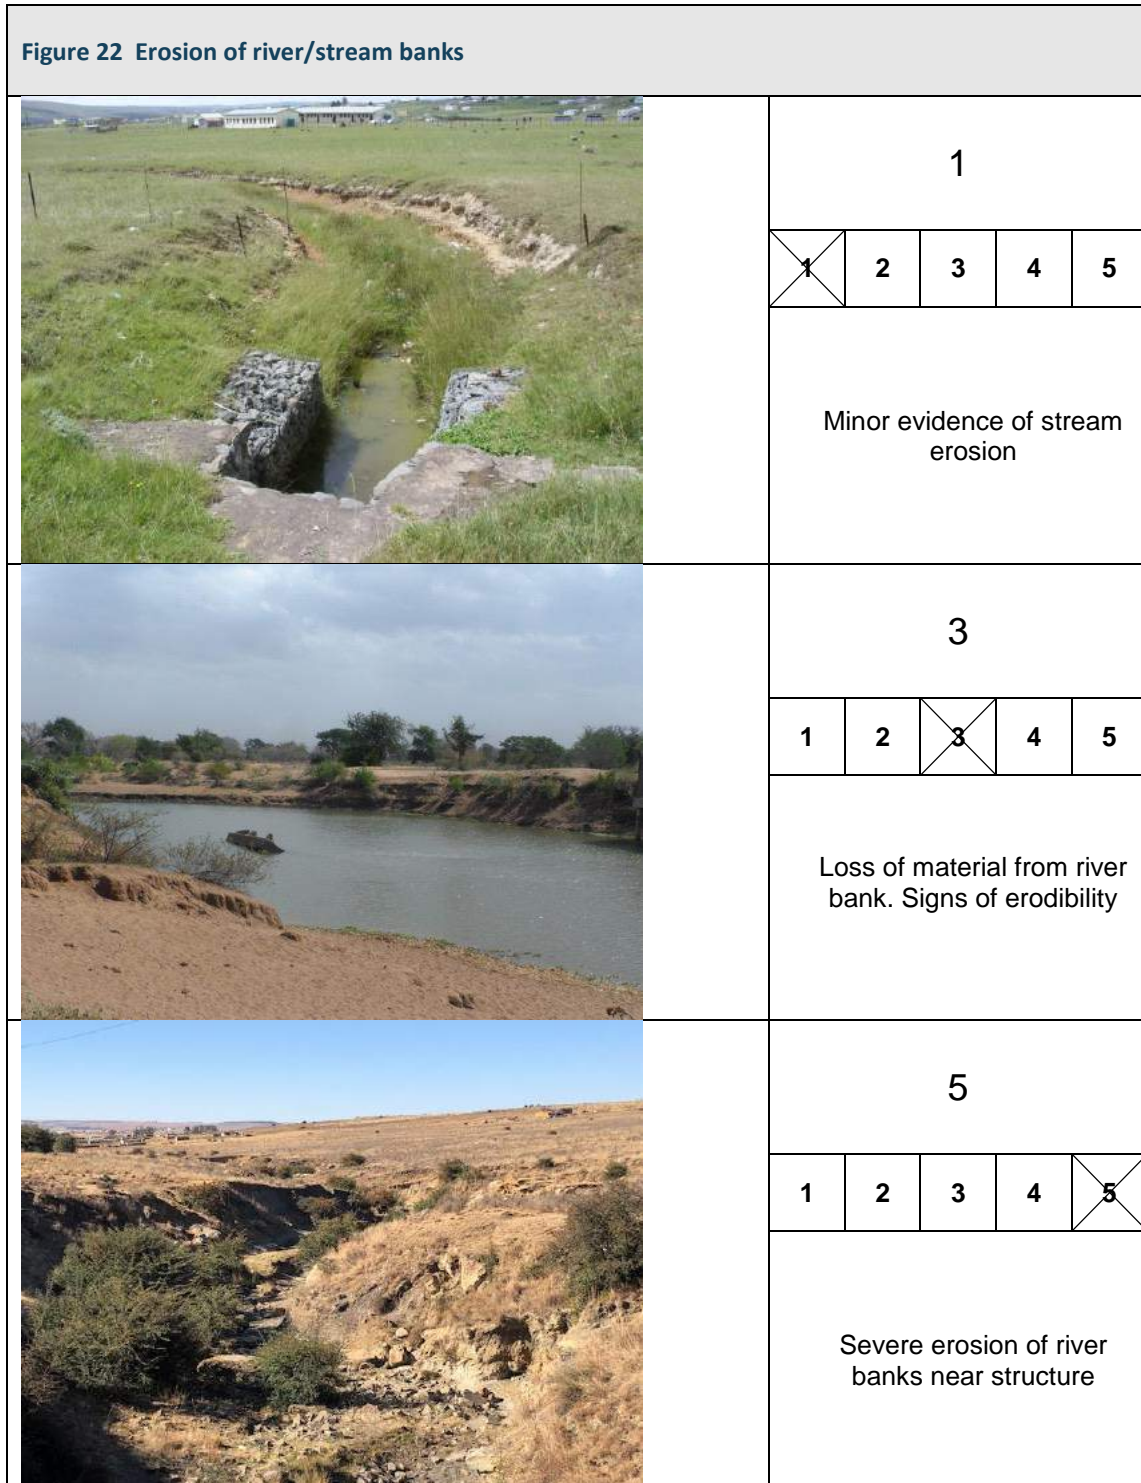 Figure 22 Erosion of river/stream banks
1
1 2 3 4 5
Minor evidence of stream
erosion
3
1 2 3 4 5
Loss of material from river
bank. Signs of erodibility
5
1 2 3 4 5
Severe erosion of river
banks near structure